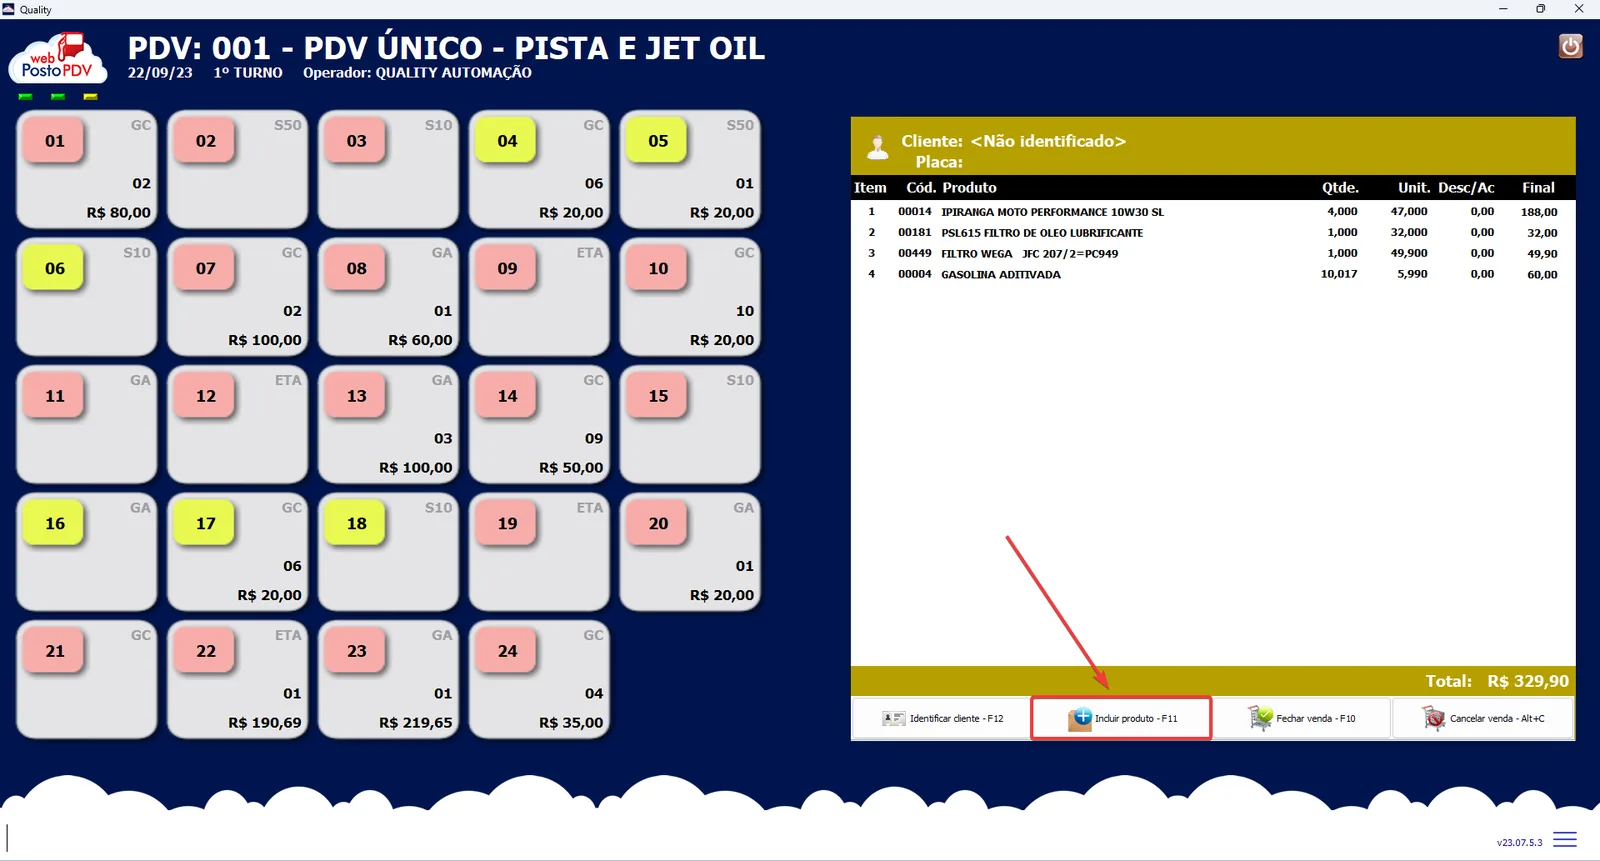 Quality
web
PostoPDV
PDV: 001 - PDV ÚNICO - PISTA E JET OIL
22/09/23 1º TURNO Operador: QUALITY AUTOMAÇÃO
01 GC
02
R$ 80,00
02 S50
03 S10
04 GC
06
R$ 20,00
05 S50
01
R$ 20,00
06 S10
07 GC
02
R$ 100,00
08 GA
01
R$ 60,00
09 ETA
10 GC
10
R$ 20,00
11 GA
12 ETA
13 GA
03
R$ 100,00
14 GC
09
R$ 50,00
15 S10
16 GA
17 GC
06
R$ 20,00
18 S10
19 ETA
20 GA
01
R$ 20,00
21 GC
22 ETA
01
R$ 190,69
23 GA
01
R$ 219,65
24 GC
04
R$ 35,00
Cliente: <Não identificado>
Placa:
Item Cód. Produto Qtde. Unit. Desc/Ac Final
1 00014 IPIRANGA MOTO PERFORMANCE 10W30 SL 4,000 47,000 0,00 188,00
2 00181 PSL615 FILTRO DE OLEO LUBRIFICANTE 1,000 32,000 0,00 32,00
3 00449 FILTRO WEGA JFC 207/2=PC949 1,000 49,900 0,00 49,90
4 00004 GASOLINA ADITIVADA 10,017 5,990 0,00 60,00
Total: R$ 329,90
Identificar cliente - F12
Incluir produto - F11
Fechar venda - F10
Cancelar venda - Alt+C
v23.07.5.3